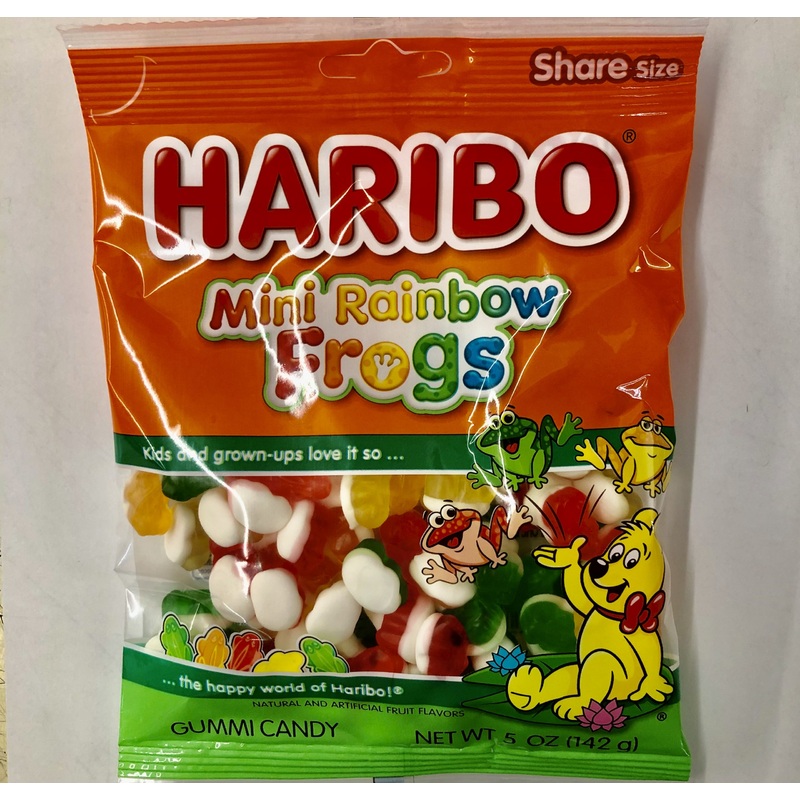 Share Size
HARIBO®
Mini Rainbow
Frogs
Kids and grown-ups love it so ...
... the happy world of Haribo!®
NATURAL AND ARTIFICIAL FRUIT FLAVORS
GUMMI CANDY
NET WT 5 OZ (142 g)
®